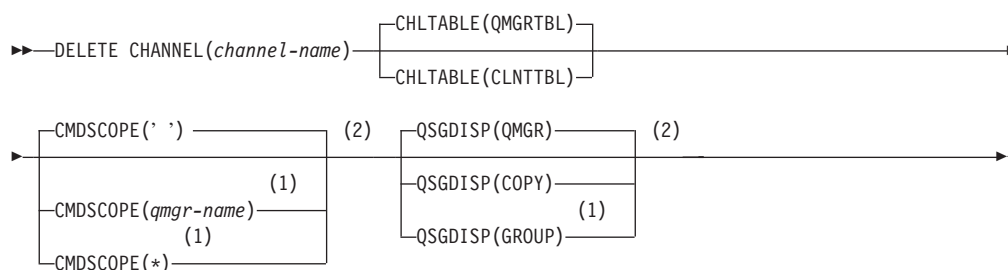 CHLTABLE(QMGRTBL)
DELETE CHANNEL(channel-name)
CHLTABLE(CLNTTBL)
CMDSCOPE(' ') (2) QSGDISP(QMGR) (2)
(1) QSGDISP(COPY)
CMDSCOPE(qmgr-name) (1)
(1) QSGDISP(GROUP)
CMDSCOPE(*)